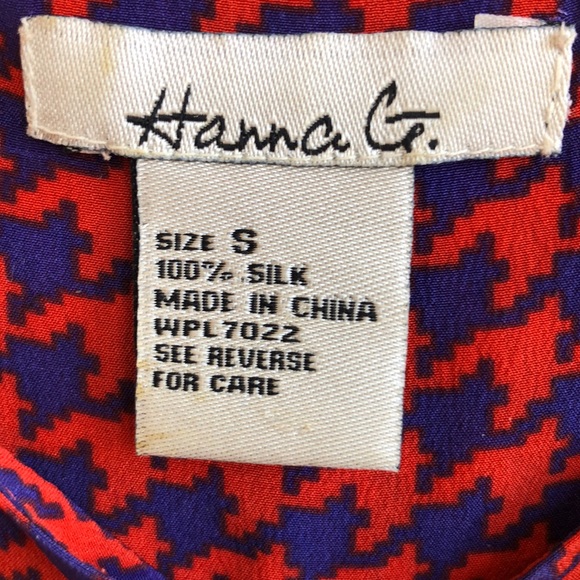 Hanna G.
SIZE S
100% SILK
MADE IN CHINA
WPL7022
SEE REVERSE
FOR CARE